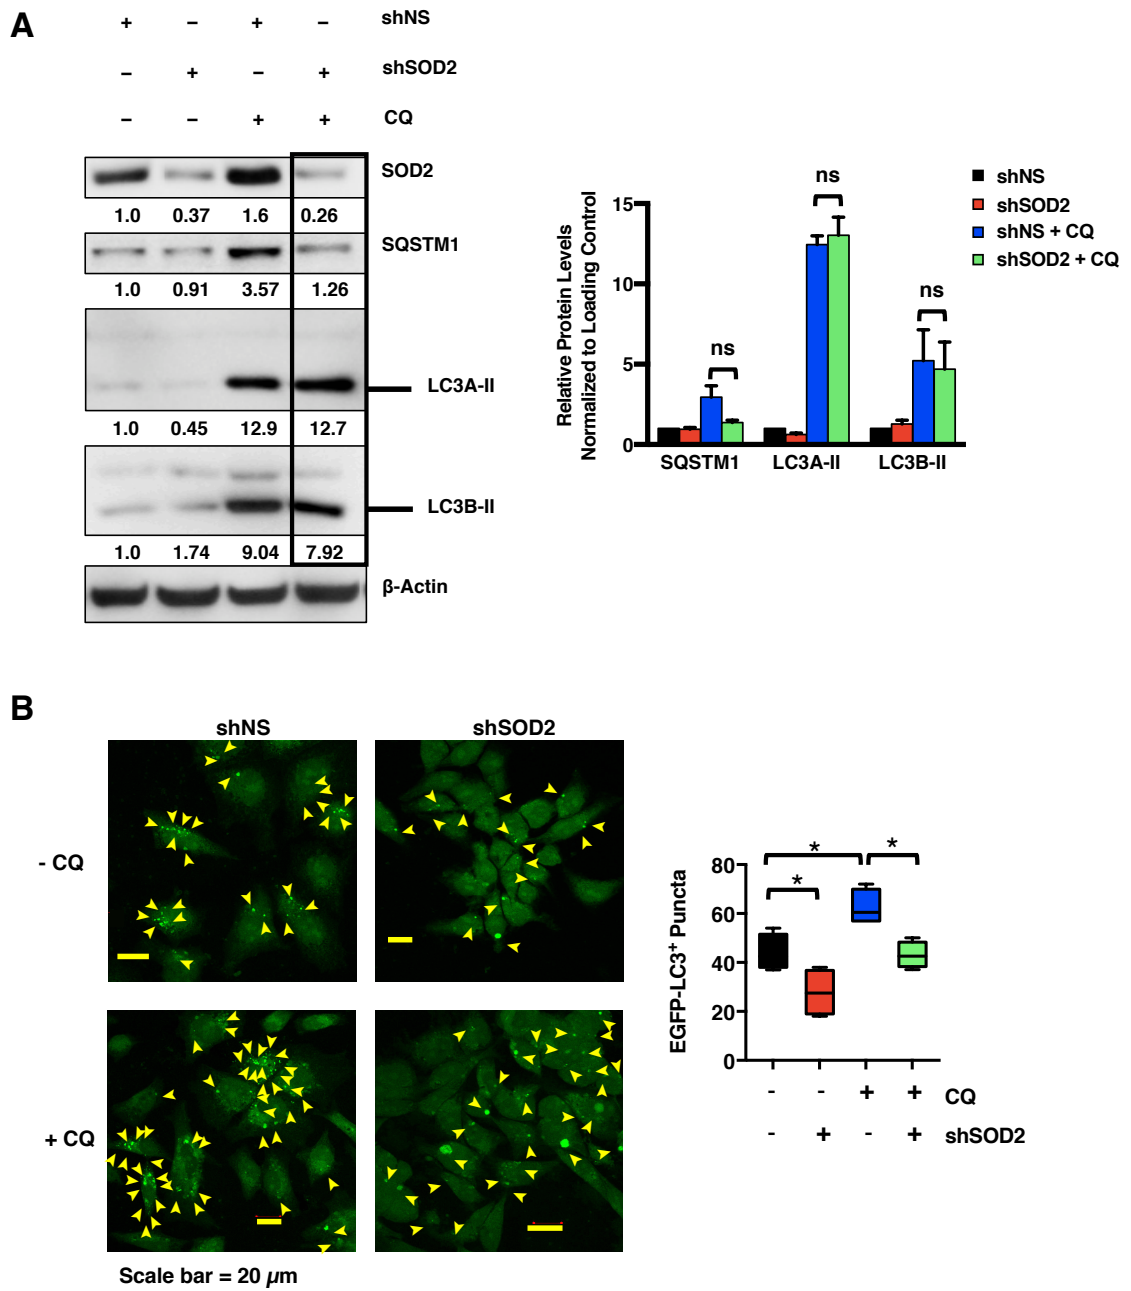 A
+ − + − shNS
− + − + shSOD2
− − + + CQ
SOD2
1.0 0.37 1.6 0.26
SQSTM1
1.0 0.91 3.57 1.26
LC3A-II
1.0 0.45 12.9 12.7
LC3B-II
1.0 1.74 9.04 7.92
β-Actin
Relative Protein Levels
Normalized to Loading Control
15
10
5
0
ns
ns
ns
SQSTM1 LC3A-II LC3B-II
shNS
shSOD2
shNS + CQ
shSOD2 + CQ
B
shNS shSOD2
- CQ
+ CQ
Scale bar = 20 µm
EGFP-LC3⁺ Puncta
80
60
40
20
0
* * *
- - + + CQ
- + - + shSOD2